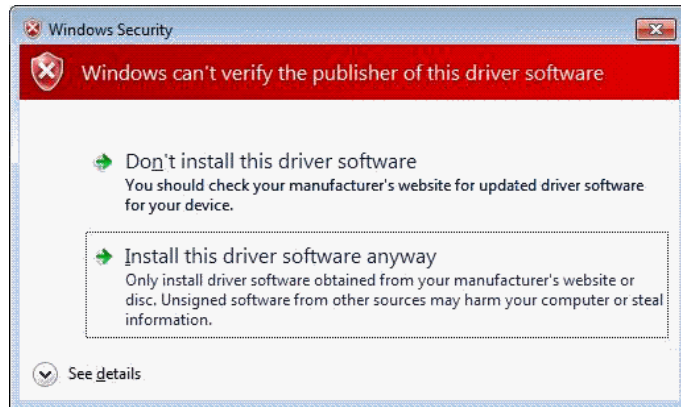 Windows Security
Windows can't verify the publisher of this driver software
Don't install this driver software
You should check your manufacturer's website for updated driver software
for your device.
Install this driver software anyway
Only install driver software obtained from your manufacturer's website or
disc. Unsigned software from other sources may harm your computer or steal
information.
See details